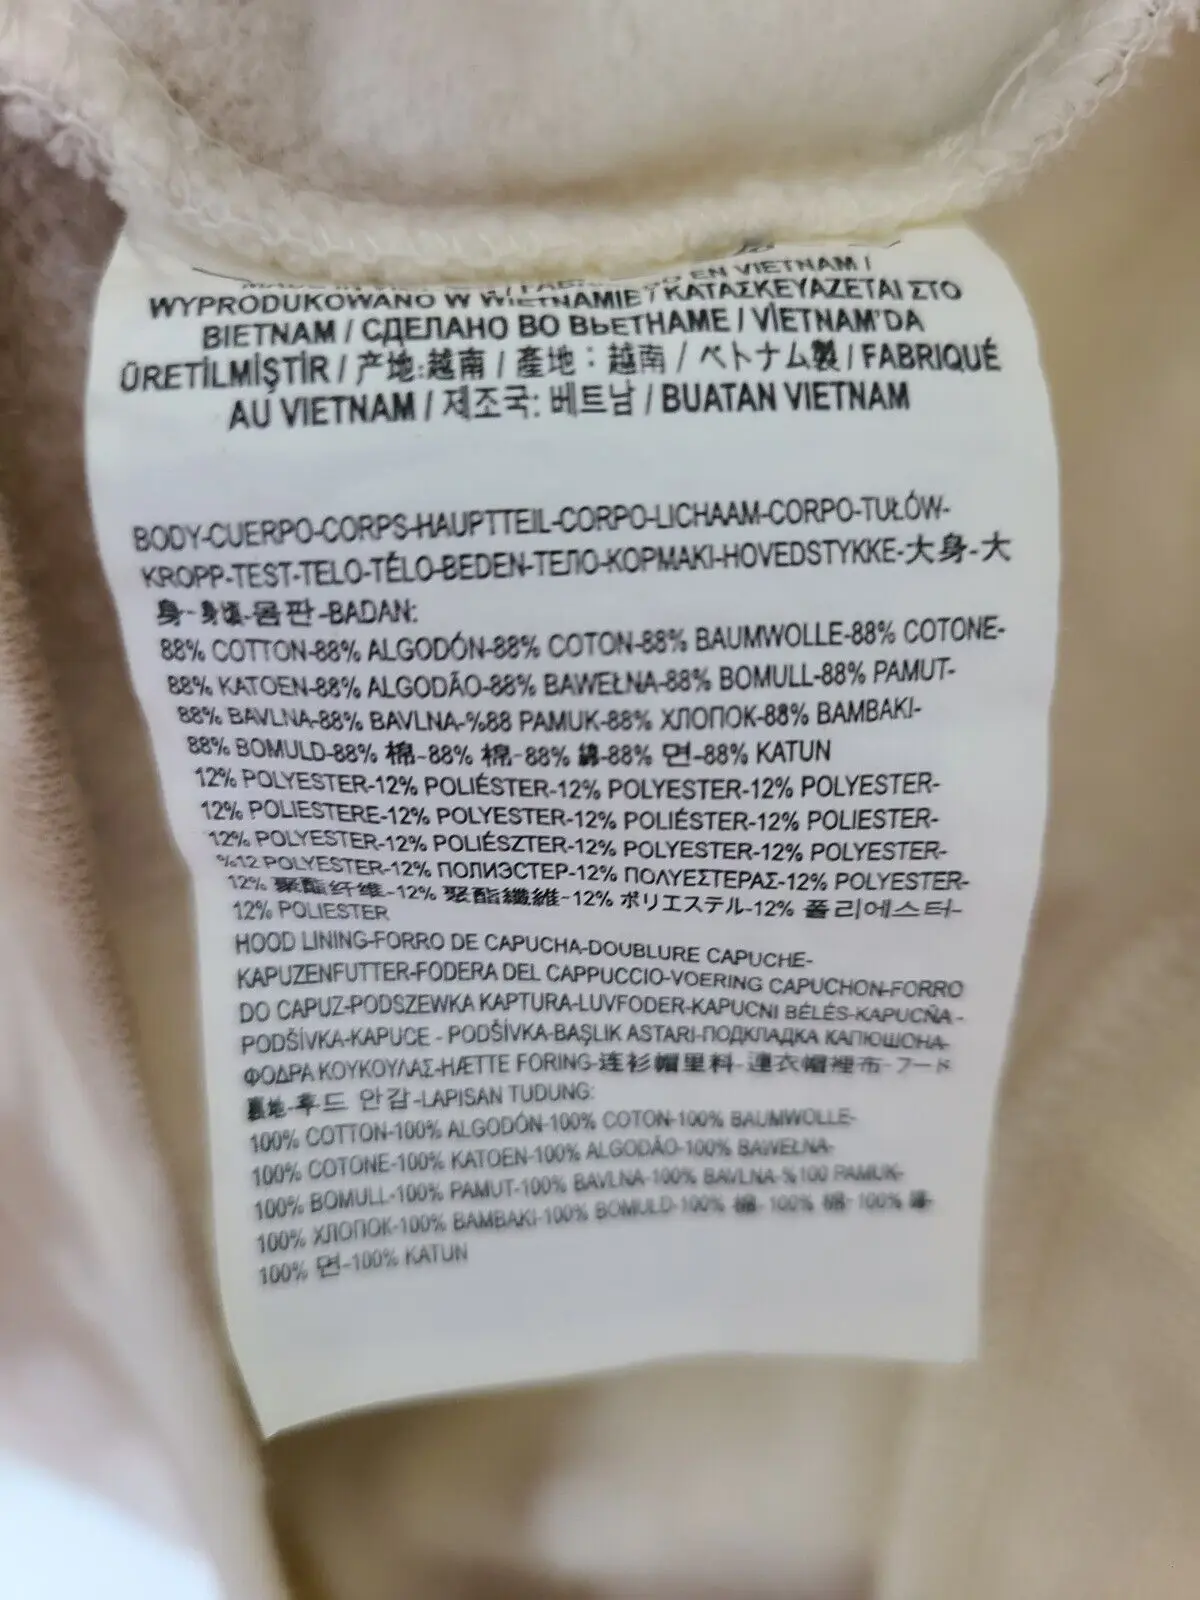 EN VIETNAM /
WYPRODUKOWANO W WIETNAMIE / ΚΑΤΑΣΚΕΥΑΖΕΤΑΙ ΣΤΟ
ΒΙΕΤΝΑΜ / СДЕЛАНО ВО ВЬЕТНАМЕ / VİETNAM'DA
ÜRETİLMİŞTİR / 产地:越南 / 產地:越南 / ベトナム製 / FABRIQUÉ
AU VIETNAM / 제조국: 베트남 / BUATAN VIETNAM
BODY-CUERPO-CORPS-HAUPTTEIL-CORPO-LICHAAM-CORPO-TUŁÓW-
KROPP-TEST-TELO-TĚLO-BEDEN-ТЕЛО-ΚΟΡΜΑΚΙ-HOVEDSTYKKE-大身-大
身-身頃-몸판-BADAN:
88% COTTON-88% ALGODÓN-88% COTON-88% BAUMWOLLE-88% COTONE-
88% KATOEN-88% ALGODÃO-88% BAWEŁNA-88% BOMULL-88% PAMUT-
88% BAVLNA-88% BAVLNA-%88 PAMUK-88% ХЛОПОК-88% ΒΑΜΒΑΚΙ-
88% BOMULD-88% 棉-88% 棉-88% 綿-88% 면-88% KATUN
12% POLYESTER-12% POLIÉSTER-12% POLYESTER-12% POLYESTER-
12% POLIESTERE-12% POLYESTER-12% POLIÉSTER-12% POLIESTER-
12% POLYESTER-12% POLIÉSZTER-12% POLYESTER-12% POLYESTER-
%12 POLYESTER-12% ПОЛИЭСТЕР-12% ΠΟΛΥΕΣΤΕΡΑΣ-12% POLYESTER-
12% 聚酯纤维-12% 聚酯纖維-12% ポリエステル-12% 폴리에스터-
12% POLIESTER
HOOD LINING-FORRO DE CAPUCHA-DOUBLURE CAPUCHE-
KAPUZENFUTTER-FODERA DEL CAPPUCCIO-VOERING CAPUCHON-FORRO
DO CAPUZ-PODSZEWKA KAPTURA-LUVFODER-KAPUCNI BÉLÉS-KAPUCŇA -
PODŠÍVKA-KAPUCE - PODŠÍVKA-BAŞLIK ASTARI-ПОДКЛАДКА КАПЮШОНА-
ΦΟΔΡΑ ΚΟΥΚΟΥΛΑΣ-HÆTTE FORING-连衫帽里料-連衣帽裡布-フード
裏地-후드 안감-LAPISAN TUDUNG:
100% COTTON-100% ALGODÓN-100% COTON-100% BAUMWOLLE-
100% COTONE-100% KATOEN-100% ALGODÃO-100% BAWEŁNA-
100% BOMULL-100% PAMUT-100% BAVLNA-100% BAVLNA-%100 PAMUK-
100% ХЛОПОК-100% ΒΑΜΒΑΚΙ-100% BOMULD-100% 棉-100% 棉-100% 綿-
100% 면-100% KATUN